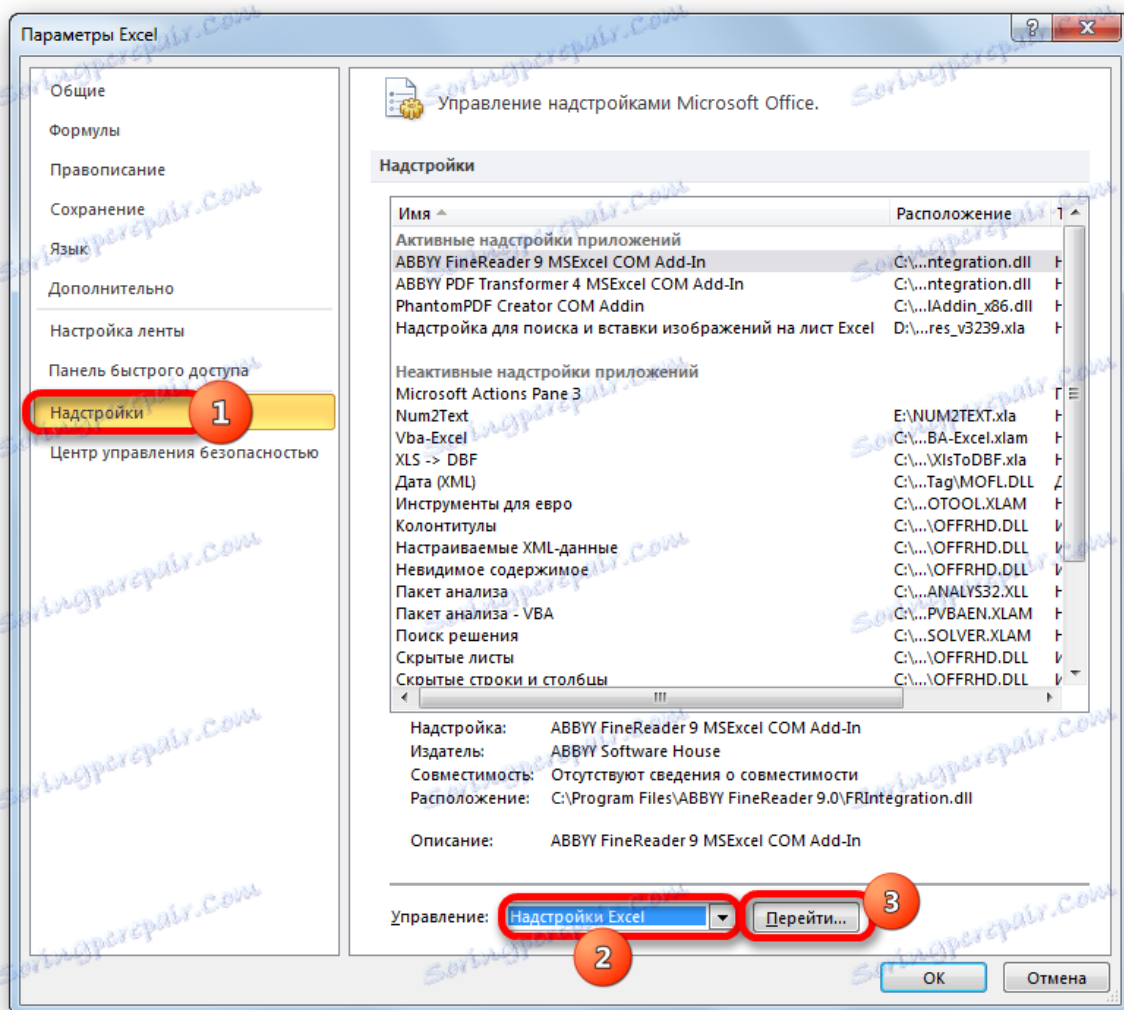 Параметры Excel
Общие
Формулы
Правописание
Сохранение
Язык
Дополнительно
Настройка ленты
Панель быстрого доступа
Надстройки
1
Центр управления безопасностью
Управление надстройками Microsoft Office.
Надстройки
Имя Расположение Т
Активные надстройки приложений
ABBYY FineReader 9 MSExcel COM Add-In C:\...ntegration.dll
ABBYY PDF Transformer 4 MSExcel COM Add-In C:\...ntegration.dll
PhantomPDF Creator COM Addin C:\...IAddin_x86.dll
Надстройка для поиска и вставки изображений на лист Excel D:\...res_v3239.xla
Неактивные надстройки приложений
Microsoft Actions Pane 3
Num2Text E:\NUM2TEXT.xla
Vba-Excel C:\...BA-Excel.xlam
XLS -> DBF C:\...\XlsToDBF.xla
Дата (XML) C:\...Tag\MOFL.DLL
Инструменты для евро C:\...OTOOL.XLAM
Колонтитулы C:\...\OFFRHD.DLL
Настраиваемые XML-данные C:\...\OFFRHD.DLL
Невидимое содержимое C:\...\OFFRHD.DLL
Пакет анализа C:\...ANALYS32.XLL
Пакет анализа - VBA C:\...PVBAEN.XLAM
Поиск решения C:\...SOLVER.XLAM
Скрытые листы C:\...\OFFRHD.DLL
Скрытые строки и столбцы C:\...\OFFRHD.DLL
Надстройка: ABBYY FineReader 9 MSExcel COM Add-In
Издатель: ABBYY Software House
Совместимость: Отсутствуют сведения о совместимости
Расположение: C:\Program Files\ABBYY FineReader 9.0\FRIntegration.dll
Описание: ABBYY FineReader 9 MSExcel COM Add-In
Управление: Надстройки Excel Перейти...
2
3
OK Отмена
Soringpcrepair.Com